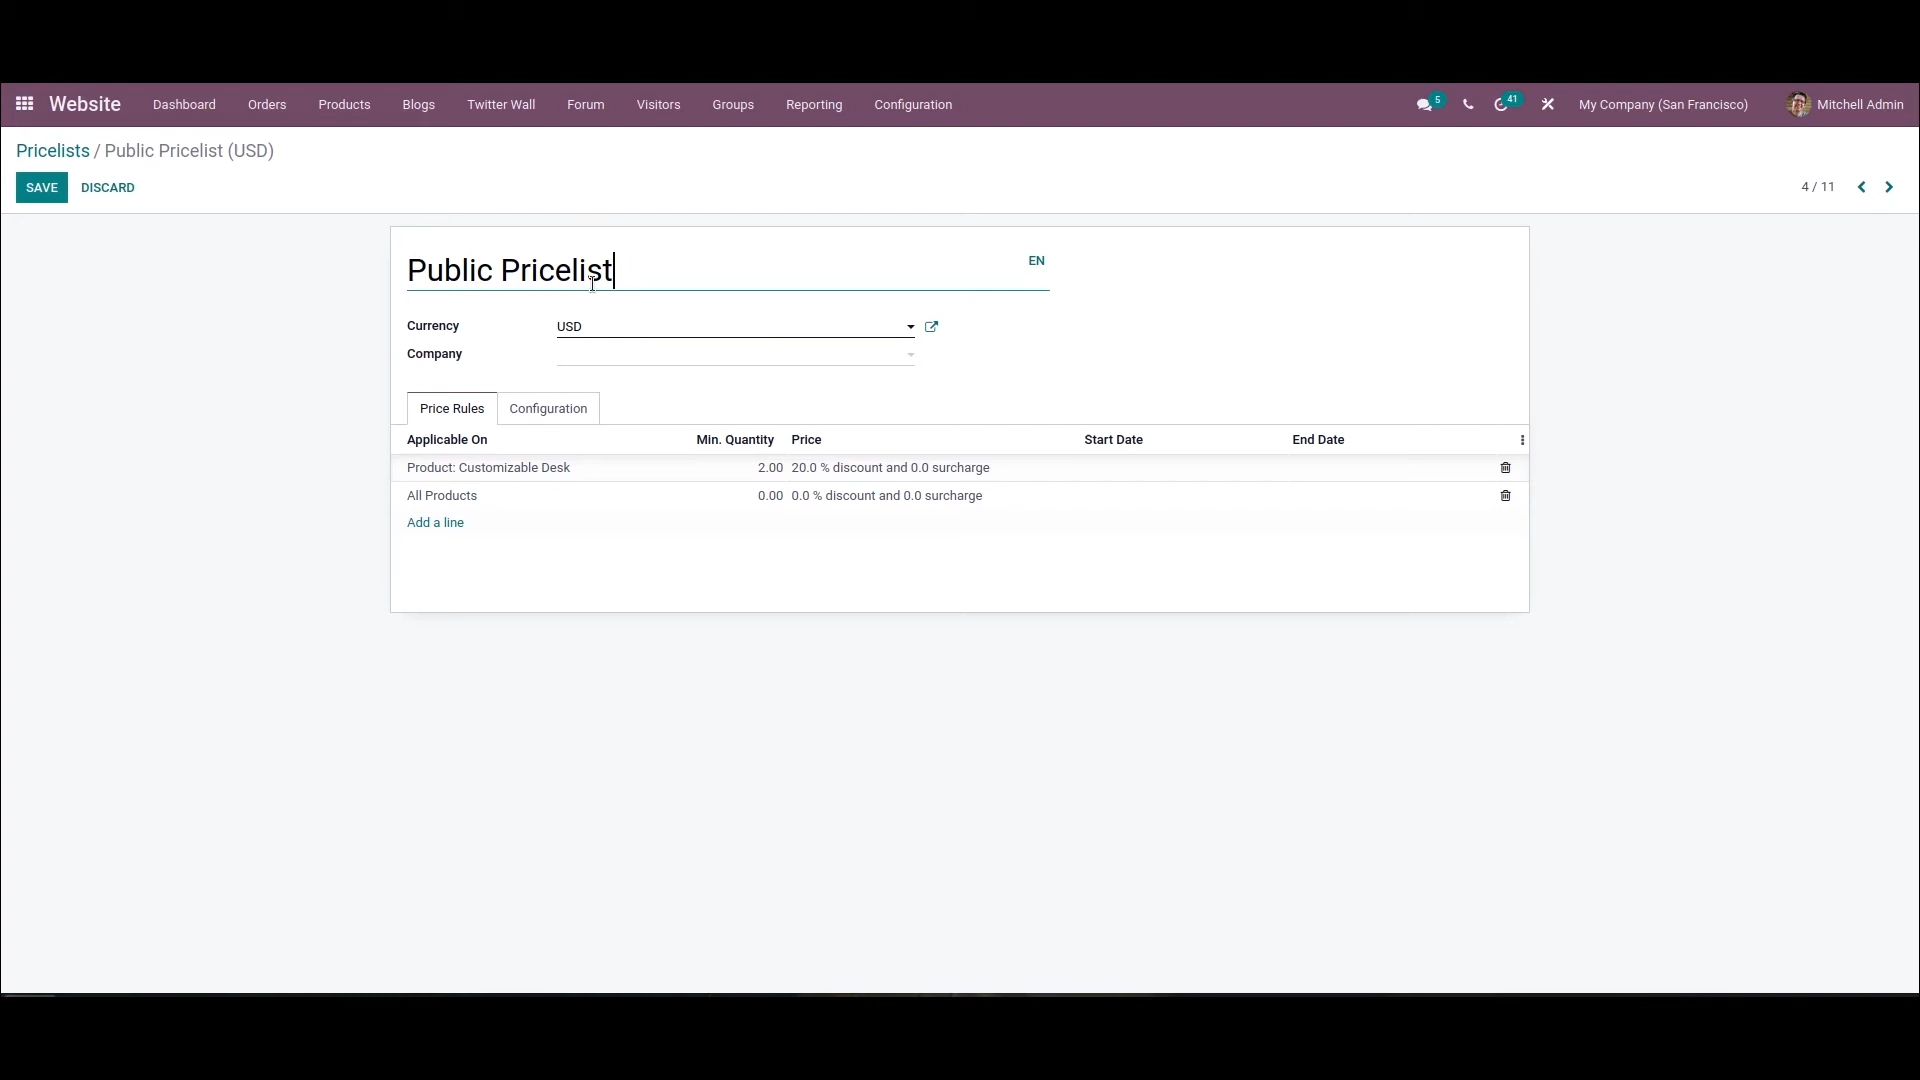 Website Dashboard Orders Products Blogs Twitter Wall Forum Visitors Groups Reporting Configuration 5 41 My Company (San Francisco) Mitchell Admin
Pricelists / Public Pricelist (USD)
SAVE DISCARD 4 / 11
Public Pricelist EN
Currency USD
Company
Price Rules Configuration
Applicable On Min. Quantity Price Start Date End Date
Product: Customizable Desk 2.00 20.0 % discount and 0.0 surcharge
All Products 0.00 0.0 % discount and 0.0 surcharge
Add a line